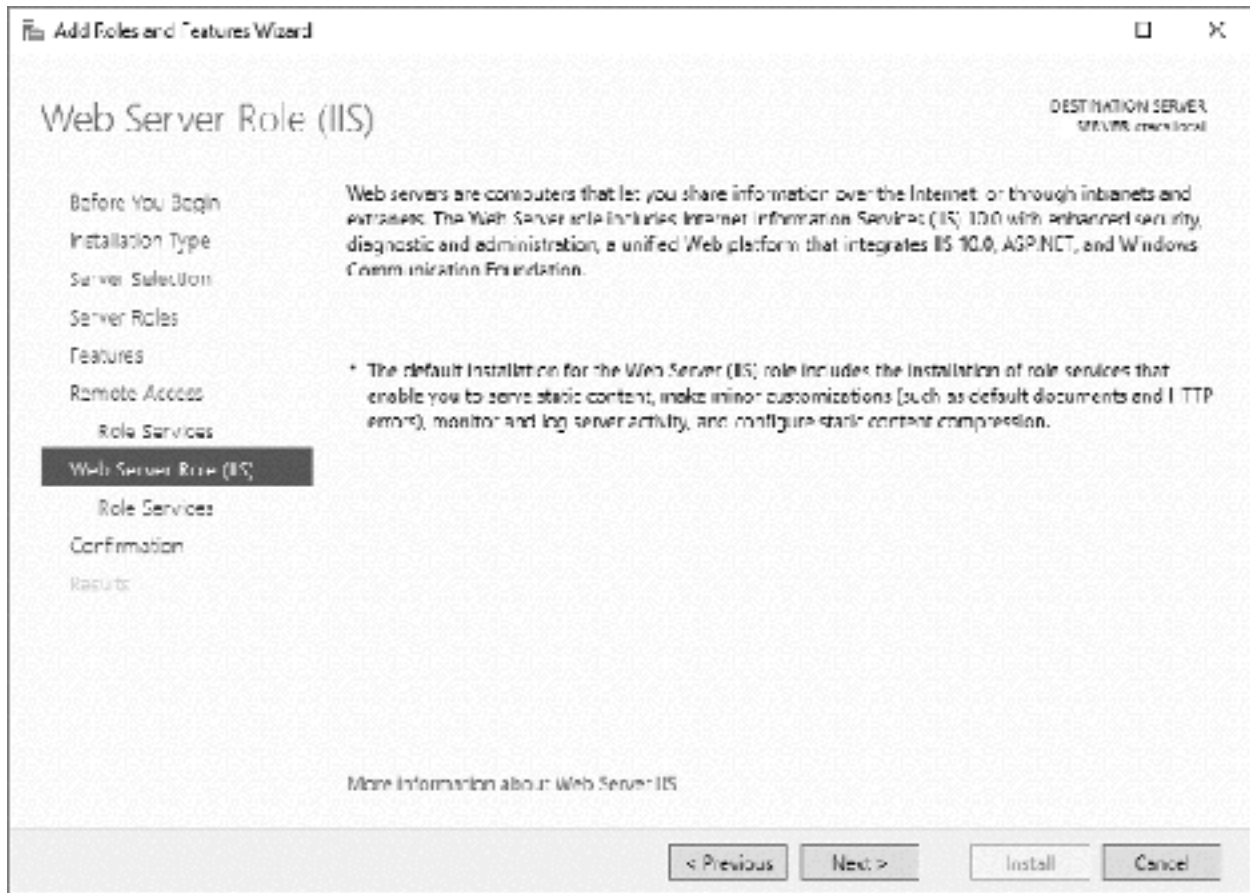 Add Roles and Features Wizard
Web Server Role (IIS)
DESTINATION SERVER
Before You Begin
Installation Type
Server Selection
Server Roles
Features
Remote Access
Role Services
Web Server Role (IIS)
Role Services
Confirmation
Results
Web servers are computers that let you share information over the Internet, or through intranets and
extranets. The Web Server role includes Internet Information Services (IIS) 10.0 with enhanced security,
diagnostic and administration, a unified Web platform that integrates IIS 10.0, ASP.NET, and Windows
Communication Foundation.
• The default installation for the Web Server (IIS) role includes the installation of role services that
enable you to serve static content, make minor customizations (such as default documents and HTTP
errors), monitor and log server activity, and configure static content compression.
More information about Web Server IIS
< Previous
Next >
Install
Cancel